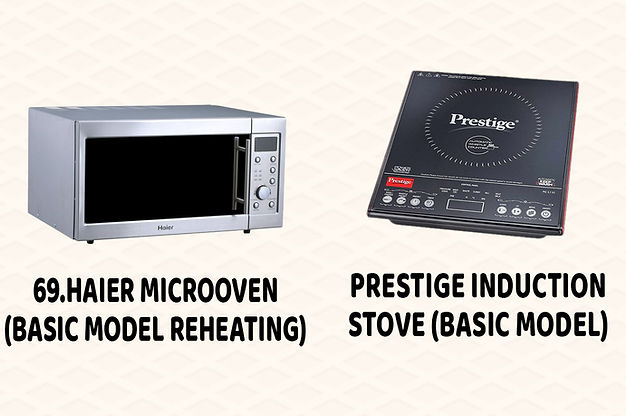 Haier
69.HAIER MICROOVEN
(BASIC MODEL REHEATING)
Prestige
Prestige
PRESTIGE INDUCTION
STOVE (BASIC MODEL)